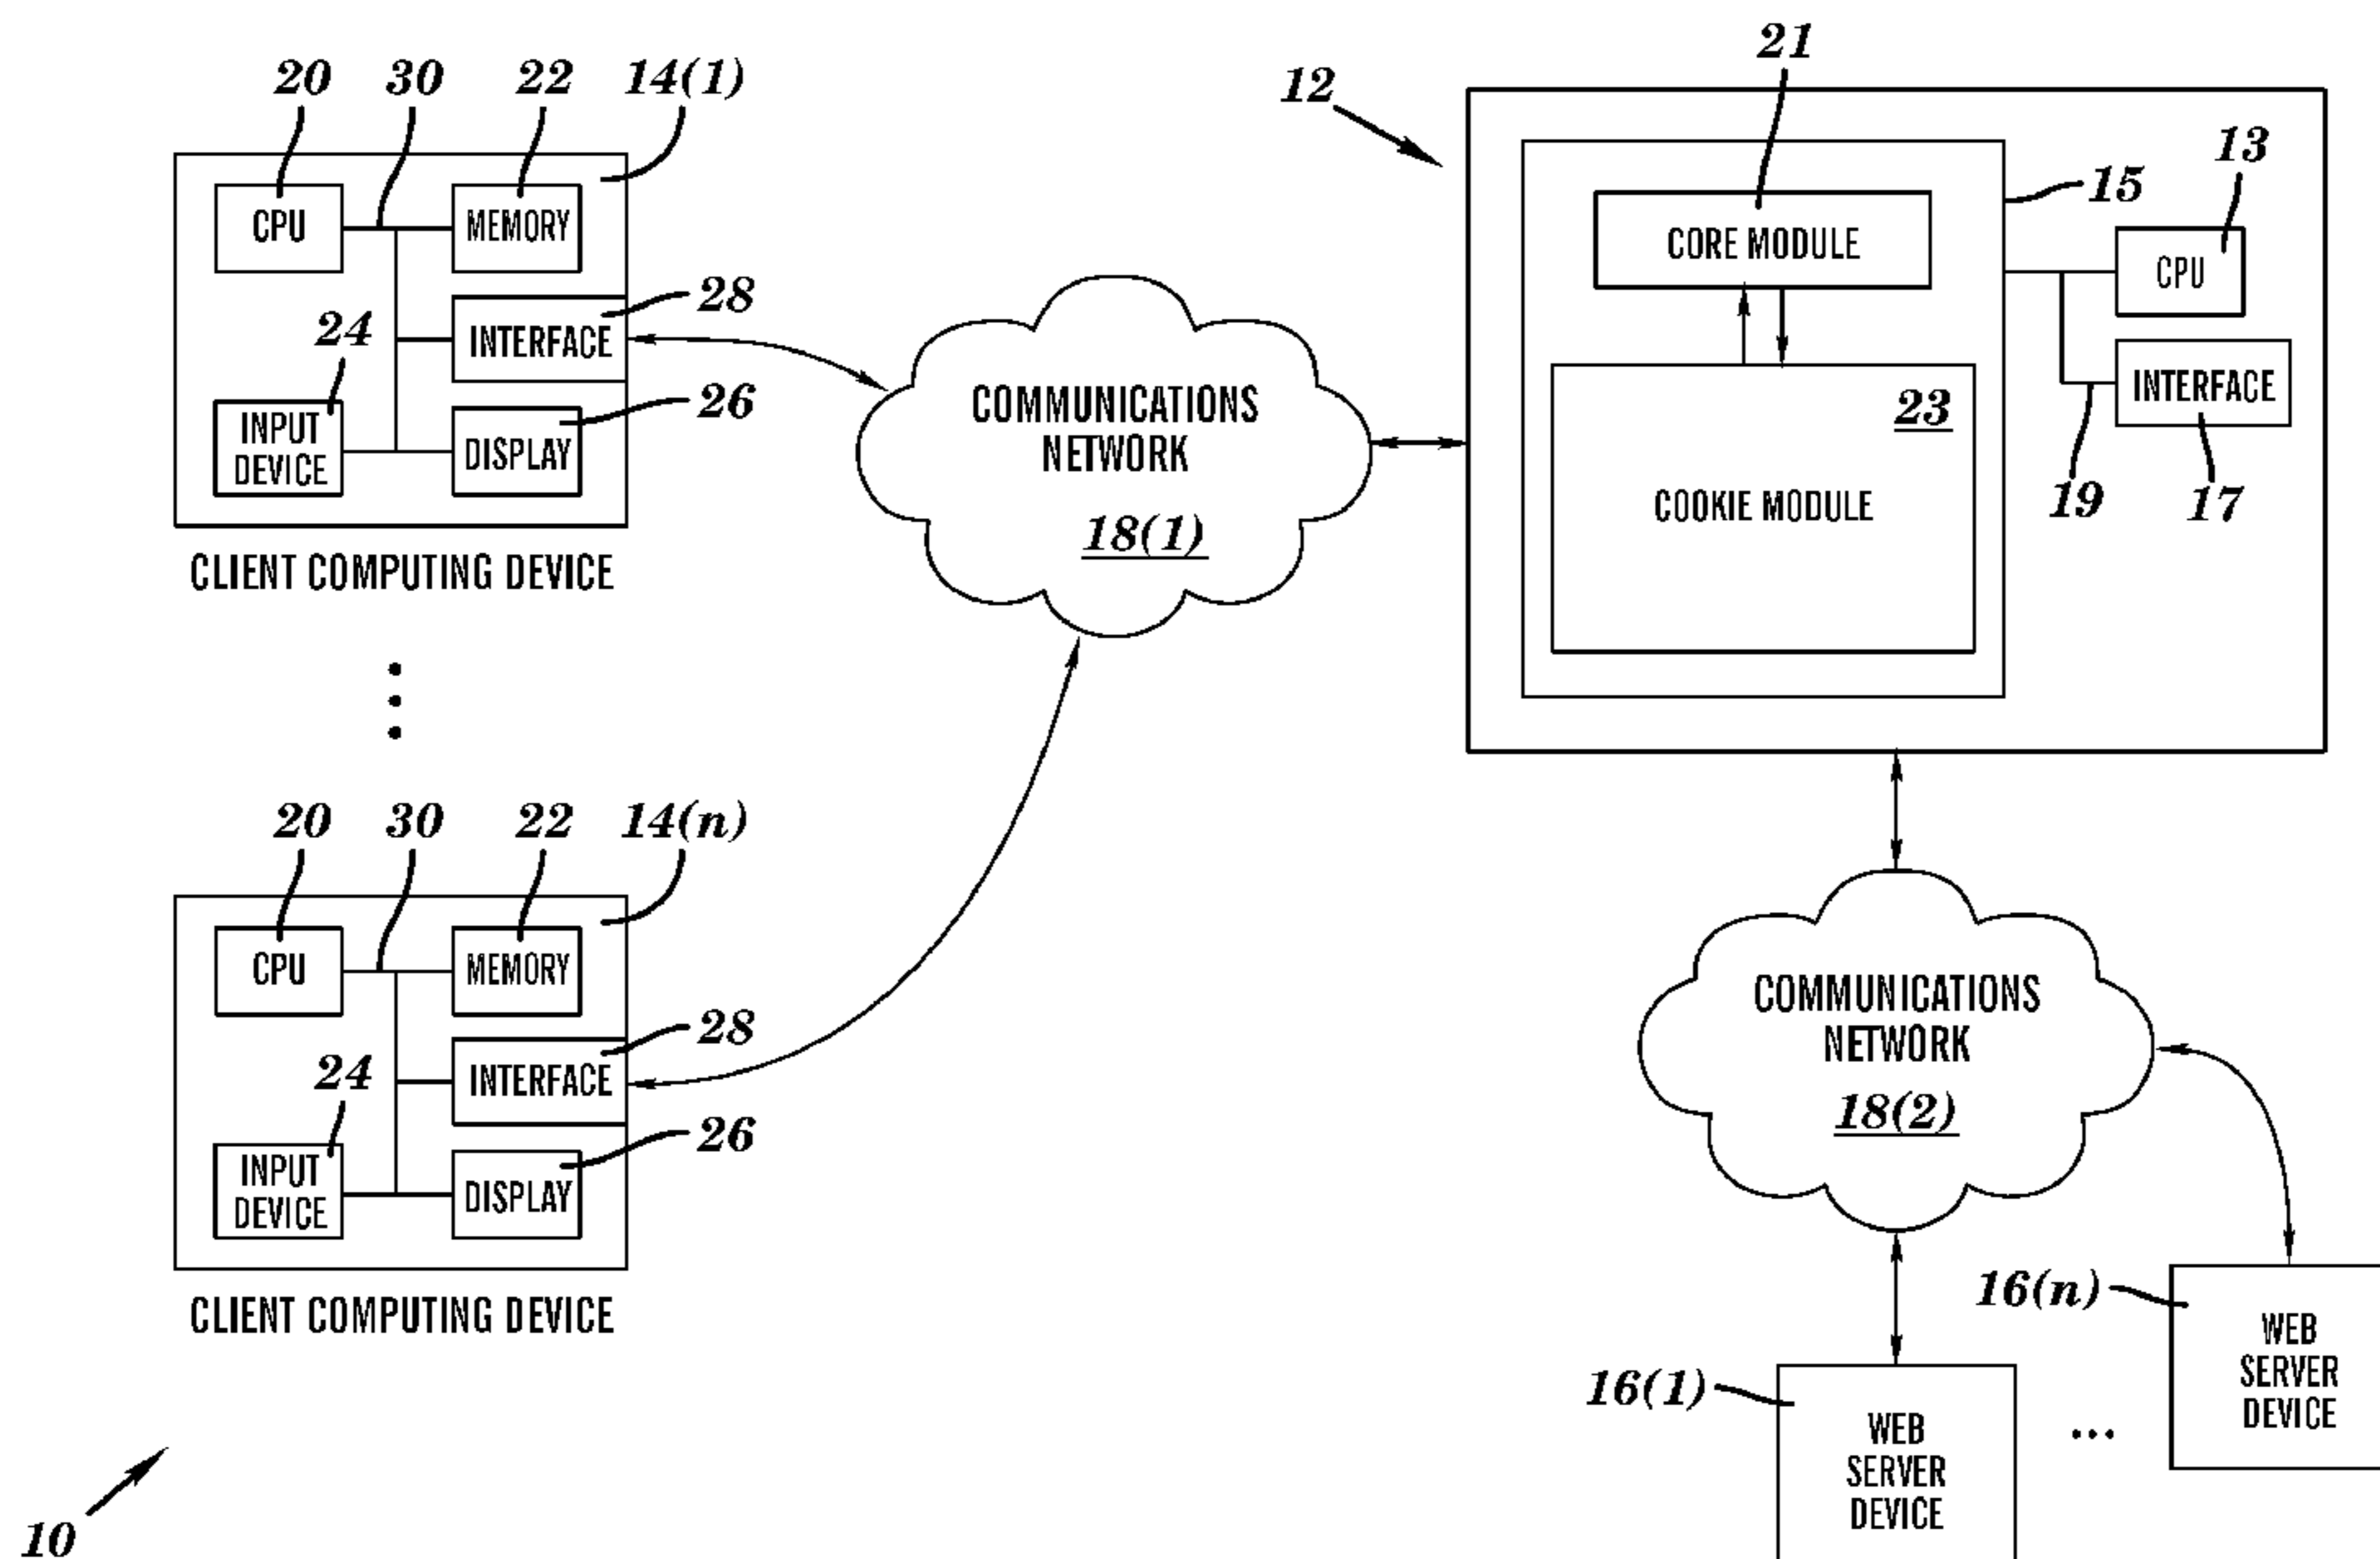 20 30 22 14(1)
CPU
MEMORY
28
INTERFACE
24
INPUT
DEVICE
26
DISPLAY
CLIENT COMPUTING DEVICE
20 30 22 14(n)
CPU
MEMORY
28
INTERFACE
24
INPUT
DEVICE
26
DISPLAY
CLIENT COMPUTING DEVICE
10
COMMUNICATIONS
NETWORK
18(1)
12
21
CORE MODULE
23
COOKIE MODULE
15
13
CPU
INTERFACE
19
17
COMMUNICATIONS
NETWORK
18(2)
16(n)
WEB
SERVER
DEVICE
16(1)
WEB
SERVER
DEVICE
...